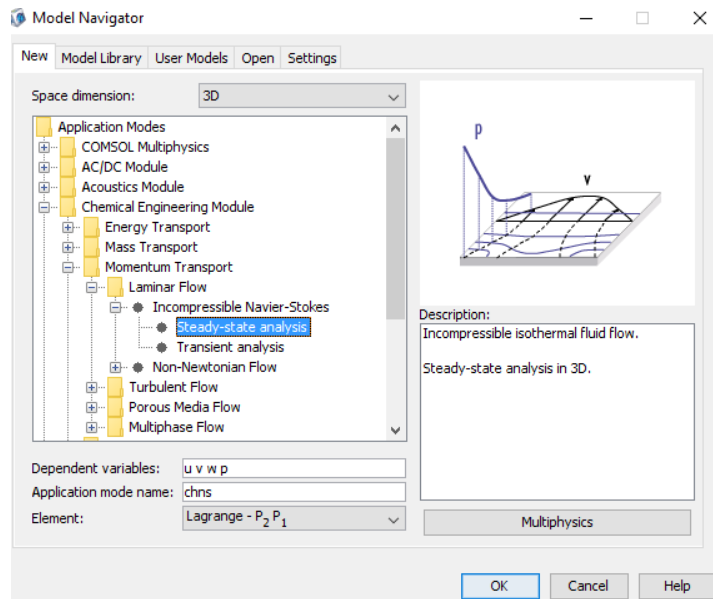 Model Navigator
New Model Library User Models Open Settings
Space dimension: 3D
Application Modes
COMSOL Multiphysics
AC/DC Module
Acoustics Module
Chemical Engineering Module
Energy Transport
Mass Transport
Momentum Transport
Laminar Flow
Incompressible Navier-Stokes
Steady-state analysis
Transient analysis
Non-Newtonian Flow
Turbulent Flow
Porous Media Flow
Multiphase Flow
p
v
Description:
Incompressible isothermal fluid flow.
Steady-state analysis in 3D.
Dependent variables: u v w p
Application mode name: chns
Element: Lagrange - P₂ P₁
Multiphysics
OK Cancel Help